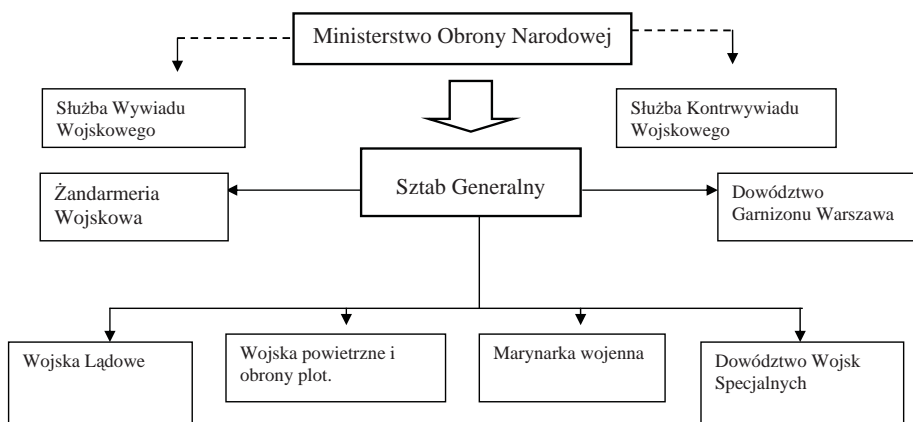 Ministerstwo Obrony Narodowej
Służba Wywiadu
Wojskowego
Służba Kontrwywiadu
Wojskowego
Sztab Generalny
Żandarmeria
Wojskowa
Dowództwo
Garnizonu Warszawa
Wojska Lądowe
Wojska powietrzne i
obrony plot.
Marynarka wojenna
Dowództwo Wojsk
Specjalnych